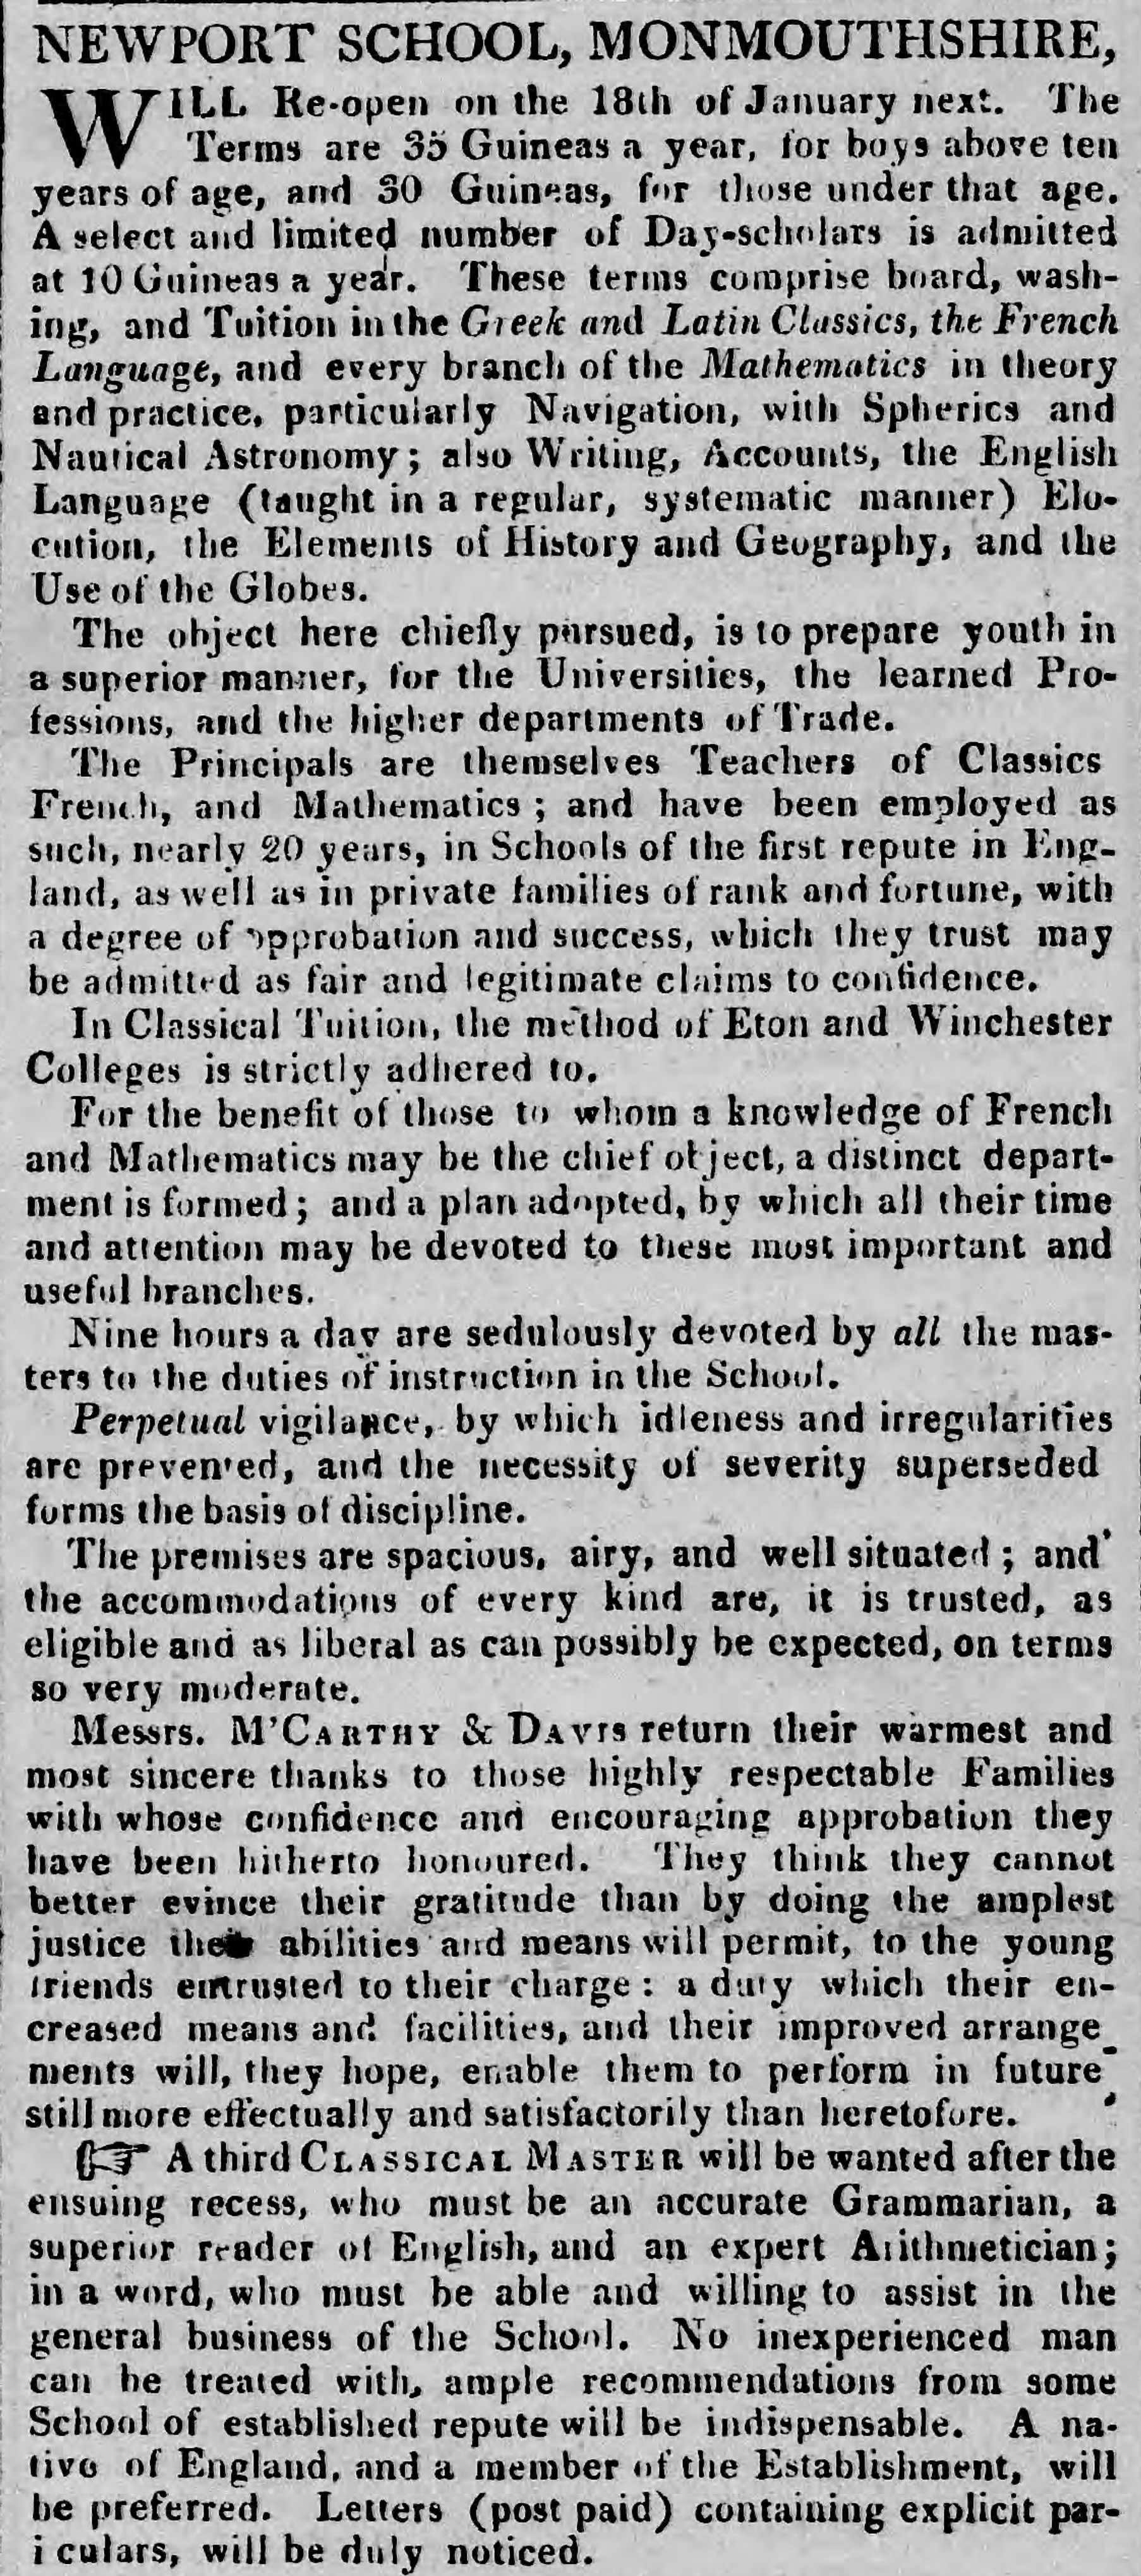 NEWPORT SCHOOL, MONMOUTHSHIRE,
WILL Re-open on the 18th of January next. The
Terms are 35 Guineas a year, for boys above ten
years of age, and 30 Guineas, for those under that age.
A select and limited number of Day-scholars is admitted
at 10 Guineas a year. These terms comprise board, wash-
ing, and Tuition in the Greek and Latin Classics, the French
Language, and every branch of the Mathematics in theory
and practice, particularly Navigation, with Spherics and
Nautical Astronomy; also Writing, Accounts, the English
Language (taught in a regular, systematic manner) Elo-
cution, the Elements of History and Geography, and the
Use of the Globes.
The object here chiefly pursued, is to prepare youth in
a superior manner, for the Universities, the learned Pro-
fessions, and the higher departments of Trade.
The Principals are themselves Teachers of Classics
French, and Mathematics; and have been employed as
such, nearly 20 years, in Schools of the first repute in Eng-
land, as well as in private families of rank and fortune, with
a degree of approbation and success, which they trust may
be admitted as fair and legitimate claims to confidence.
In Classical Tuition, the method of Eton and Winchester
Colleges is strictly adhered to.
For the benefit of those to whom a knowledge of French
and Mathematics may be the chief object, a distinct depart-
ment is formed; and a plan adopted, by which all their time
and attention may be devoted to these most important and
useful branches.
Nine hours a day are sedulously devoted by all the mas-
ters to the duties of instruction in the School.
Perpetual vigilance, by which idleness and irregularities
are prevented, and the necessity of severity superseded
forms the basis of discipline.
The premises are spacious, airy, and well situated; and
the accommodations of every kind are, it is trusted, as
eligible and as liberal as can possibly be expected, on terms
so very moderate.
Messrs. M'CARTHY & DAVIS return their warmest and
most sincere thanks to those highly respectable Families
with whose confidence and encouraging approbation they
have been hitherto honoured. They think they cannot
better evince their gratitude than by doing the amplest
justice their abilities and means will permit, to the young
friends entrusted to their charge: a duty which their en-
creased means and facilities, and their improved arrange-
ments will, they hope, enable them to perform in future
still more effectually and satisfactorily than heretofore.
☞ A third CLASSICAL MASTER will be wanted after the
ensuing recess, who must be an accurate Grammarian, a
superior reader of English, and an expert Arithmetician;
in a word, who must be able and willing to assist in the
general business of the School. No inexperienced man
can be treated with, ample recommendations from some
School of established repute will be indispensable. A na-
tive of England, and a member of the Establishment, will
be preferred. Letters (post paid) containing explicit par-
iculars, will be duly noticed.